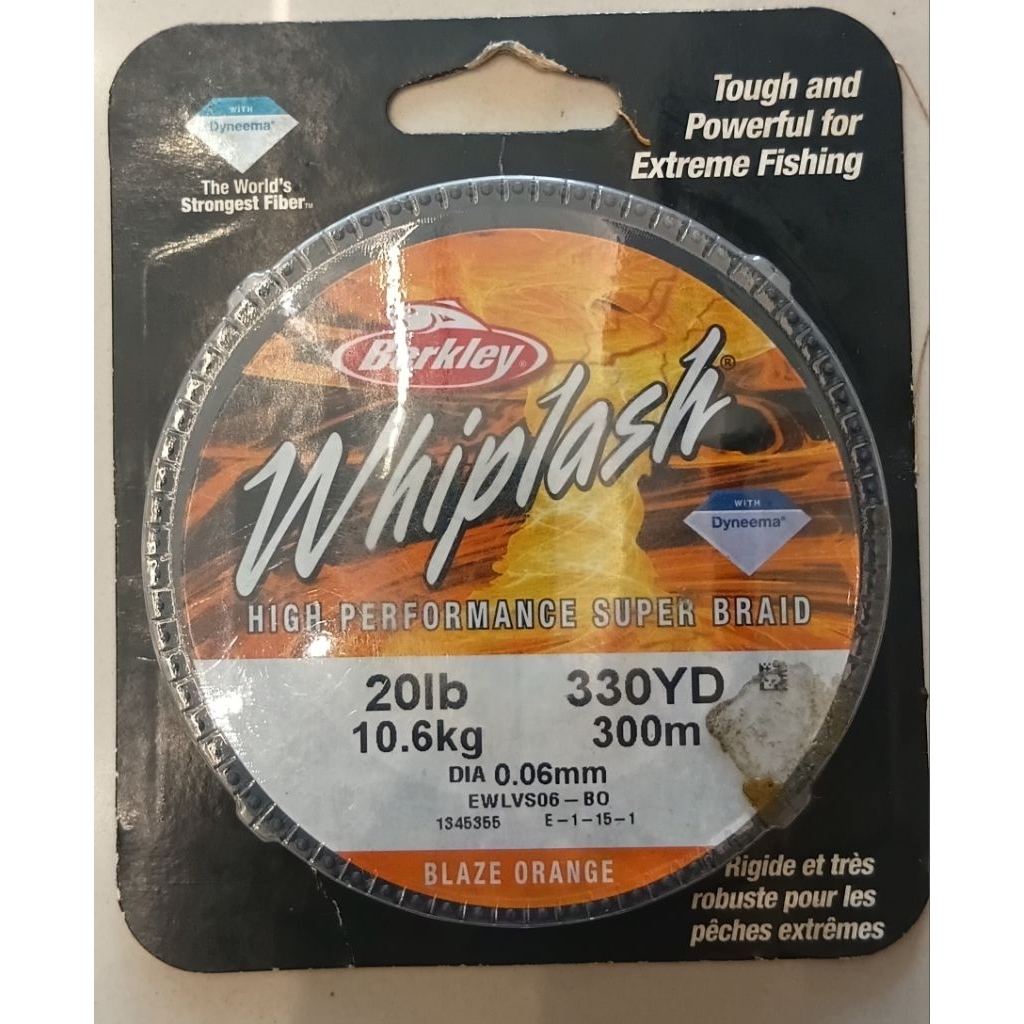 WITH
Dyneema®
The World's
Strongest Fiber™
Tough and
Powerful for
Extreme Fishing
Berkley®
Whiplash®
WITH
Dyneema®
HIGH PERFORMANCE SUPER BRAID
20lb 330YD
10.6kg 300m
DIA 0.06mm
EWLVS06-BO
1345355 E-1-15-1
BLAZE ORANGE
Rigide et très
robuste pour les
pêches extrêmes